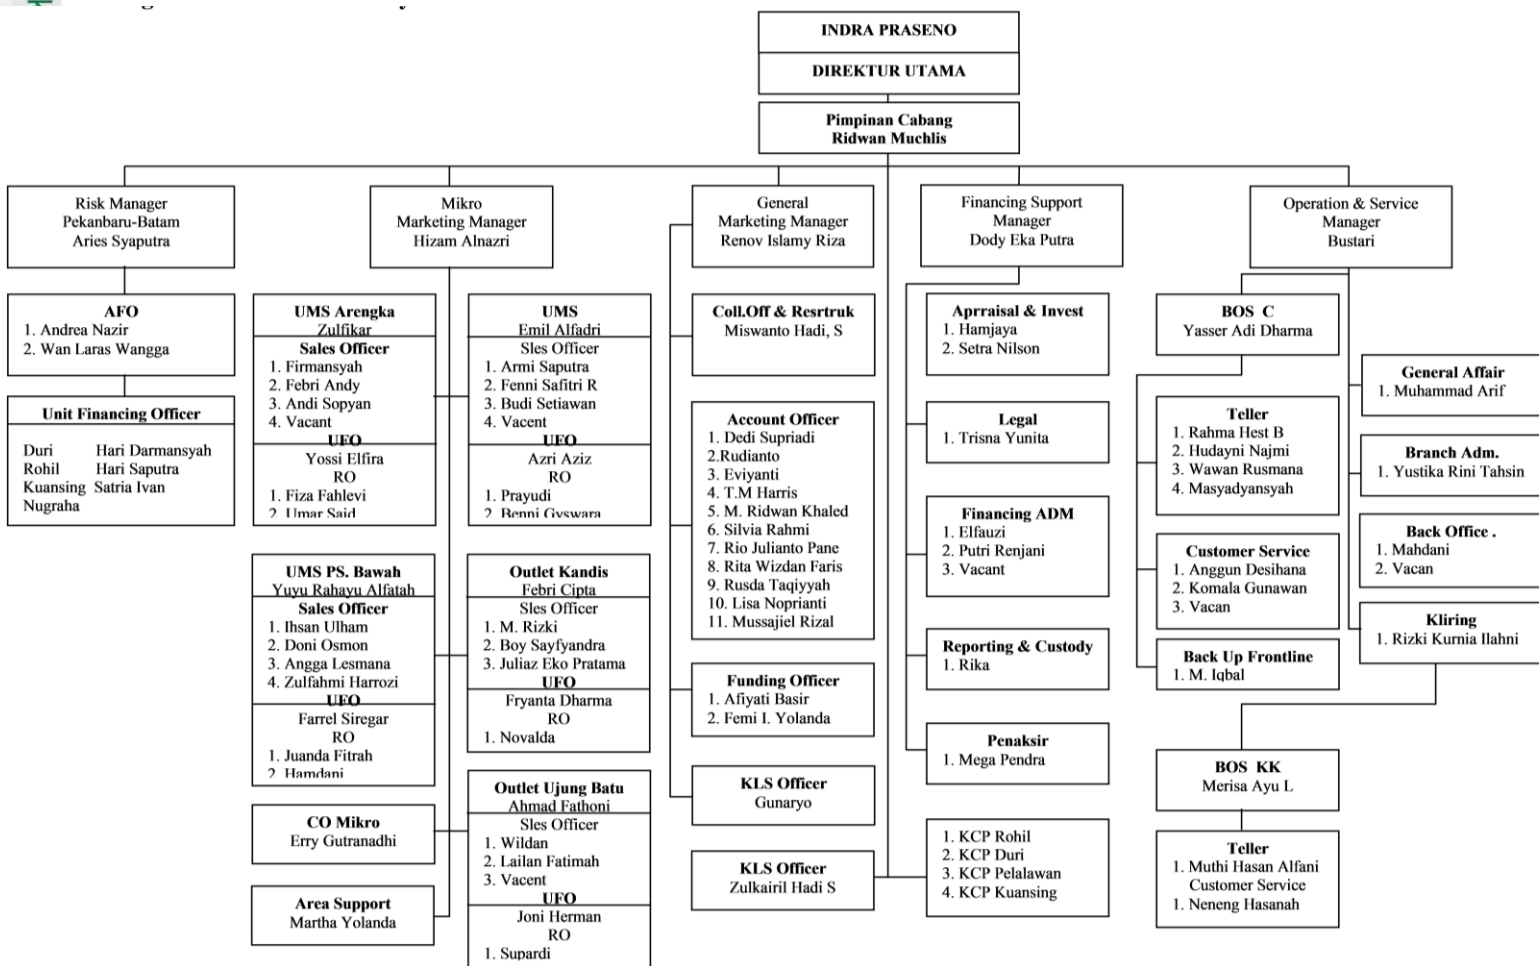 INDRA PRASENO
DIREKTUR UTAMA
Pimpinan Cabang
Ridwan Muchlis
Risk Manager
Pekanbaru-Batam
Aries Syaputra
Mikro
Marketing Manager
Hizam Alnazri
General
Marketing Manager
Renov Islamy Riza
Financing Support
Manager
Dody Eka Putra
Operation & Service
Manager
Bustari
AFO
1. Andrea Nazir
2. Wan Laras Wangga
Unit Financing Officer
Duri Hari Darmansyah
Rohil Hari Saputra
Kuansing Satria Ivan
Nugraha
UMS Arengka
Zulfikar
Sales Officer
1. Firmansyah
2. Febri Andy
3. Andi Sopyan
4. Vacant
UFO
Yossi Elfira
RO
1. Fiza Fahlevi
2. Umar Said
UMS
Emil Alfadri
Sles Officer
1. Armi Saputra
2. Fenni Safitri R
3. Budi Setiawan
4. Vacent
UFO
Azri Aziz
RO
1. Prayudi
2. Benni Gyswara
UMS PS. Bawah
Yuyu Rahayu Alfatah
Sales Officer
1. Ihsan Ulham
2. Doni Osmon
3. Angga Lesmana
4. Zulfahmi Harrozi
UFO
Farrel Siregar
RO
1. Juanda Fitrah
2. Hamdani
Outlet Kandis
Febri Cipta
Sles Officer
1. M. Rizki
2. Boy Sayfyandra
3. Juliaz Eko Pratama
UFO
Fryanta Dharma
RO
1. Novalda
CO Mikro
Erry Gutranadhi
Area Support
Martha Yolanda
Outlet Ujung Batu
Ahmad Fathoni
Sles Officer
1. Wildan
2. Lailan Fatimah
3. Vacent
UFO
Joni Herman
RO
1. Supardi
Coll.Off & Resrtruk
Miswanto Hadi, S
Account Officer
1. Dedi Supriadi
2.Rudianto
3. Eviyanti
4. T.M Harris
5. M. Ridwan Khaled
6. Silvia Rahmi
7. Rio Julianto Pane
8. Rita Wizdan Faris
9. Rusda Taqiyyah
10. Lisa Noprianti
11. Mussajiel Rizal
Funding Officer
1. Afiyati Basir
2. Femi I. Yolanda
KLS Officer
Gunaryo
KLS Officer
Zulkairil Hadi S
Aprraisal & Invest
1. Hamjaya
2. Setra Nilson
Legal
1. Trisna Yunita
Financing ADM
1. Elfauzi
2. Putri Renjani
3. Vacant
Reporting & Custody
1. Rika
Penaksir
1. Mega Pendra
1. KCP Rohil
2. KCP Duri
3. KCP Pelalawan
4. KCP Kuansing
BOS C
Yasser Adi Dharma
Teller
1. Rahma Hest B
2. Hudayni Najmi
3. Wawan Rusmana
4. Masyadyansyah
Customer Service
1. Anggun Desihana
2. Komala Gunawan
3. Vacan
Back Up Frontline
1. M. Iqbal
General Affair
1. Muhammad Arif
Branch Adm.
1. Yustika Rini Tahsin
Back Office .
1. Mahdani
2. Vacan
Kliring
1. Rizki Kurnia Ilahni
BOS KK
Merisa Ayu L
Teller
1. Muthi Hasan Alfani
Customer Service
1. Neneng Hasanah